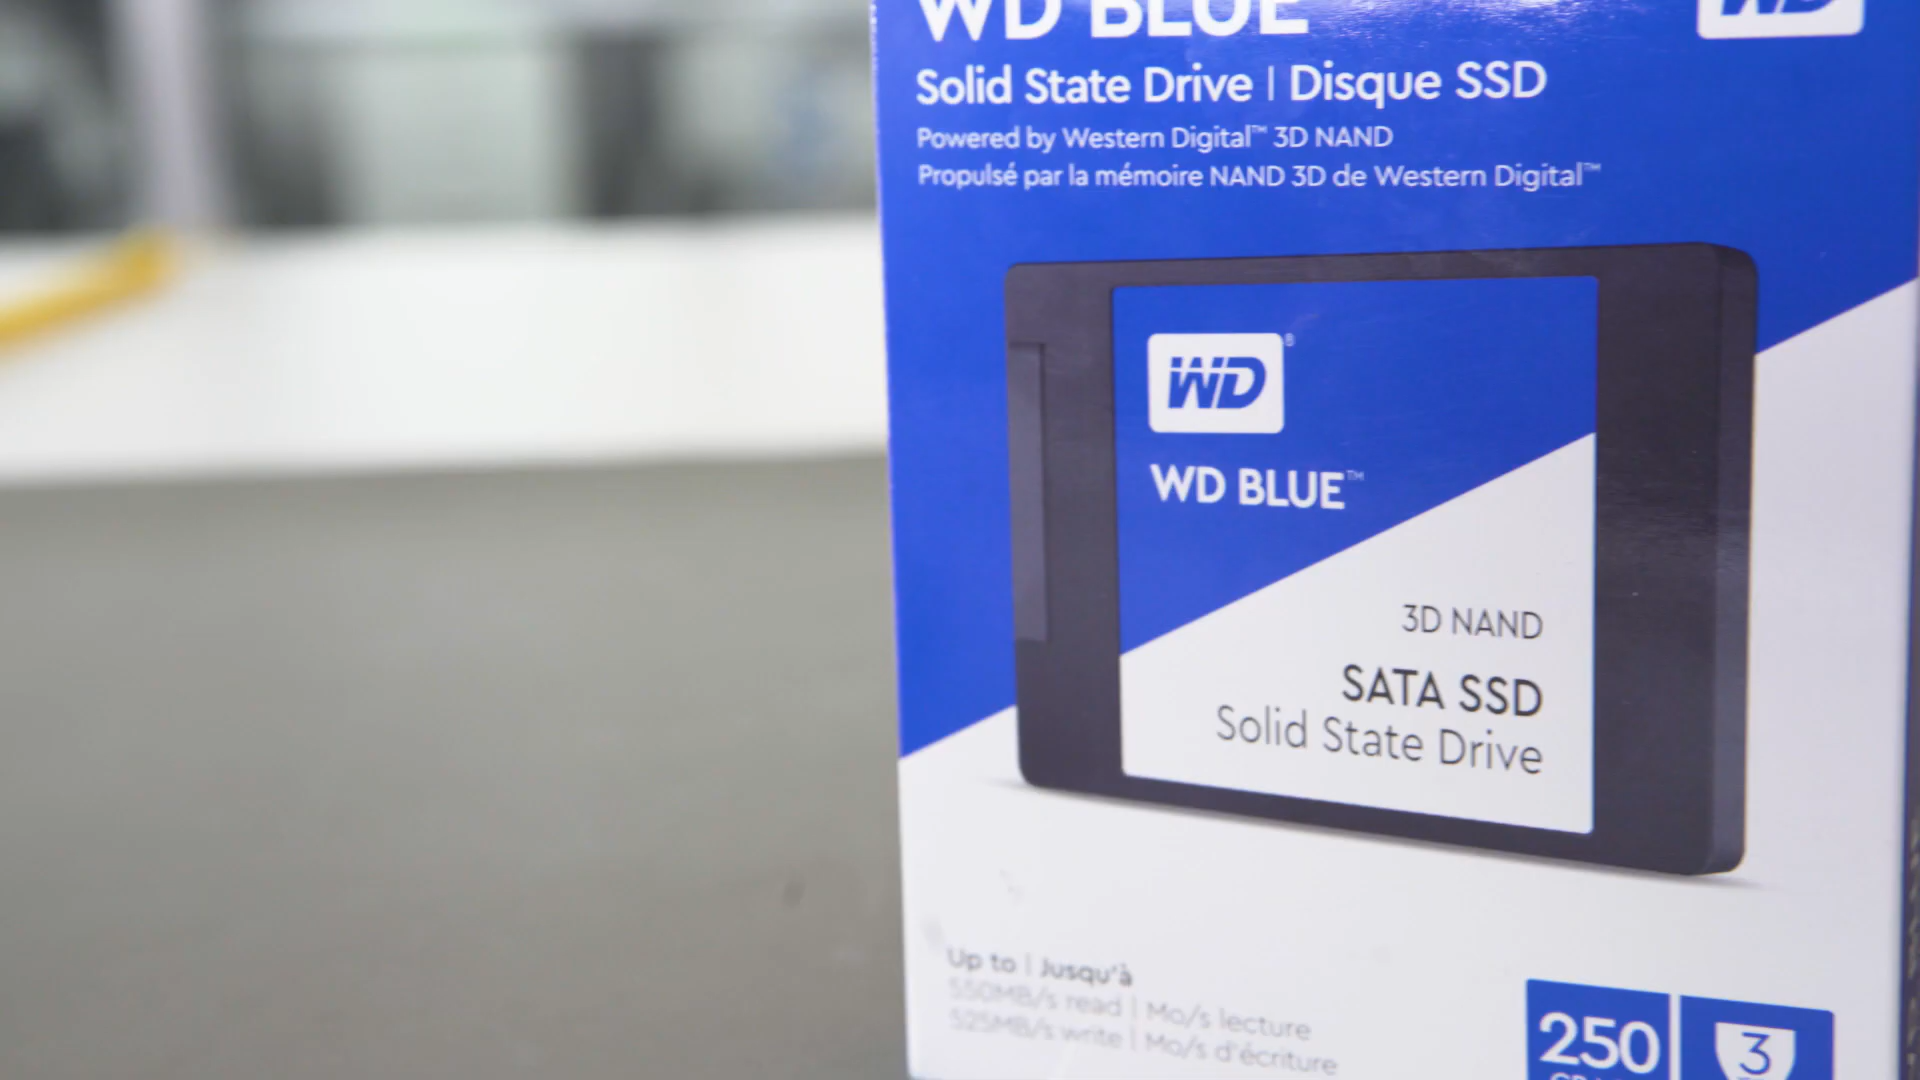 WD BLUE
WD
Solid State Drive | Disque SSD
Powered by Western Digital™ 3D NAND
Propulsé par la mémoire NAND 3D de Western Digital™
WD®
WD BLUE™
3D NAND
SATA SSD
Solid State Drive
Up to | Jusqu'à
550MB/s read | Mo/s lecture
525MB/s write | Mo/s d'écriture
250
3